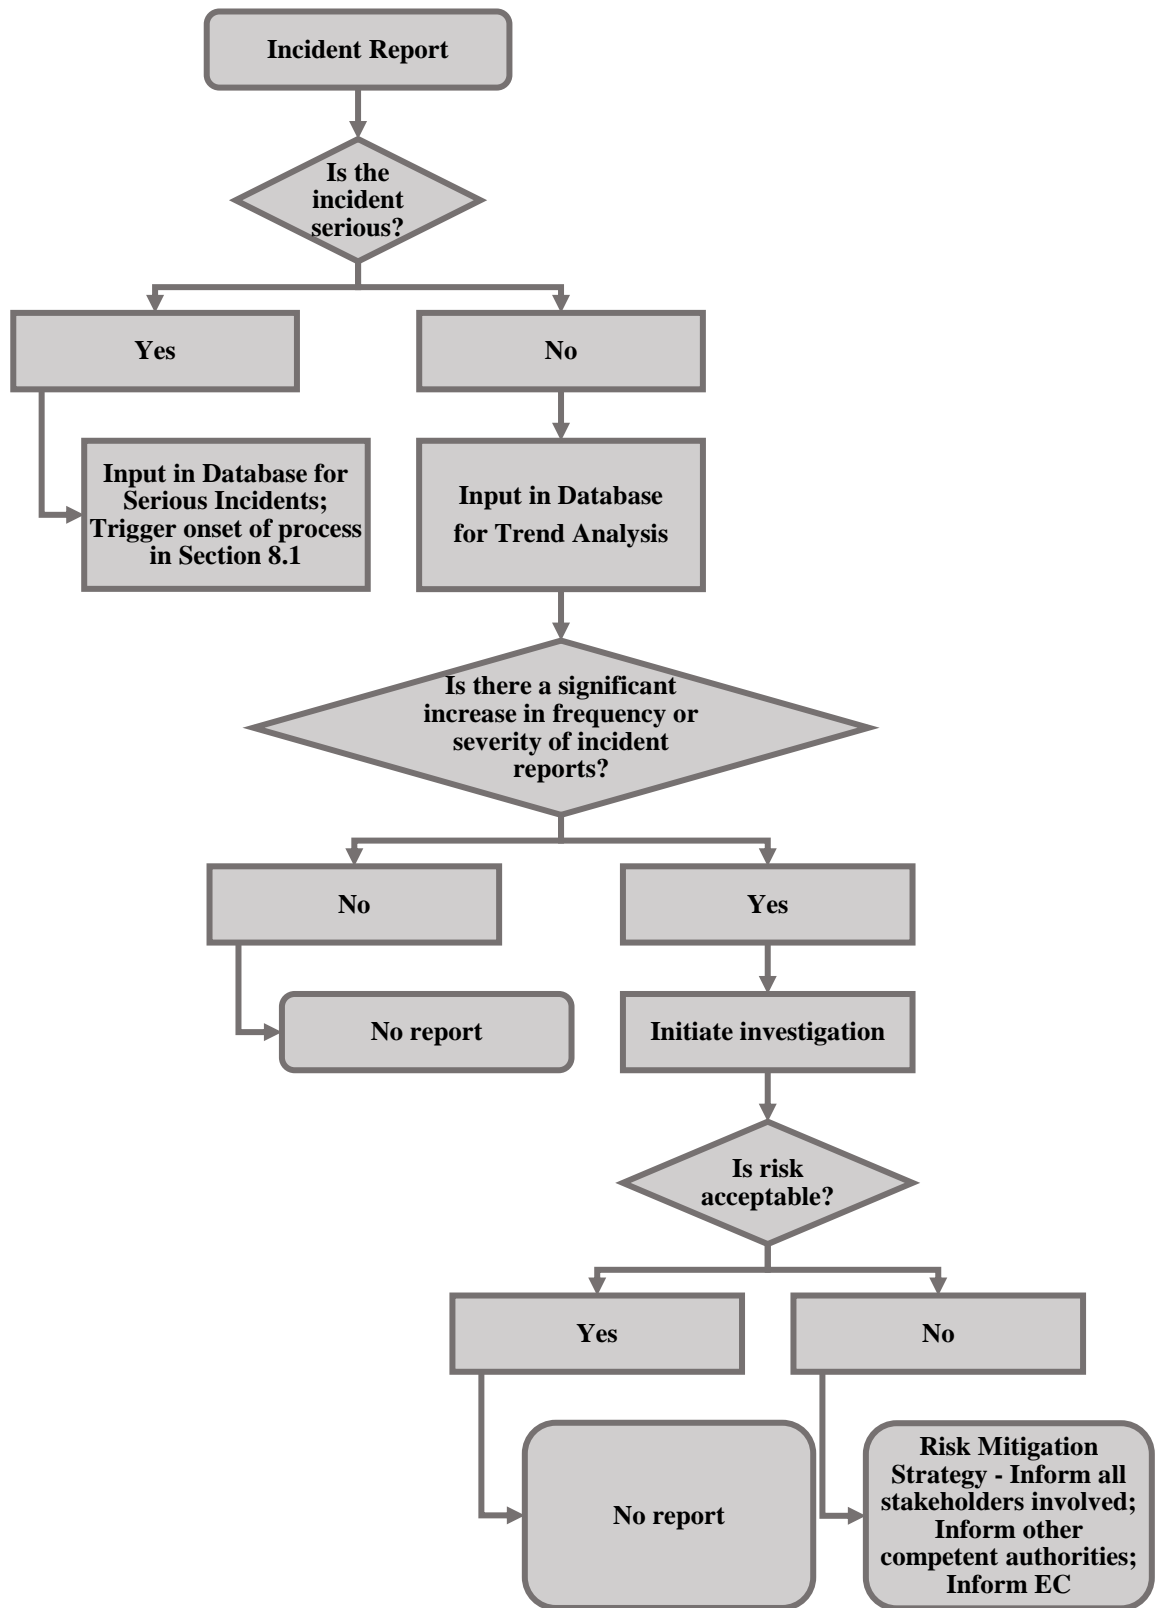 Incident Report
Is the
incident
serious?
Yes
No
Input in Database for
Serious Incidents;
Trigger onset of process
in Section 8.1
Input in Database
for Trend Analysis
Is there a significant
increase in frequency or
severity of incident
reports?
No
Yes
No report
Initiate investigation
Is risk
acceptable?
Yes
No
No report
Risk Mitigation
Strategy - Inform all
stakeholders involved;
Inform other
competent authorities;
Inform EC